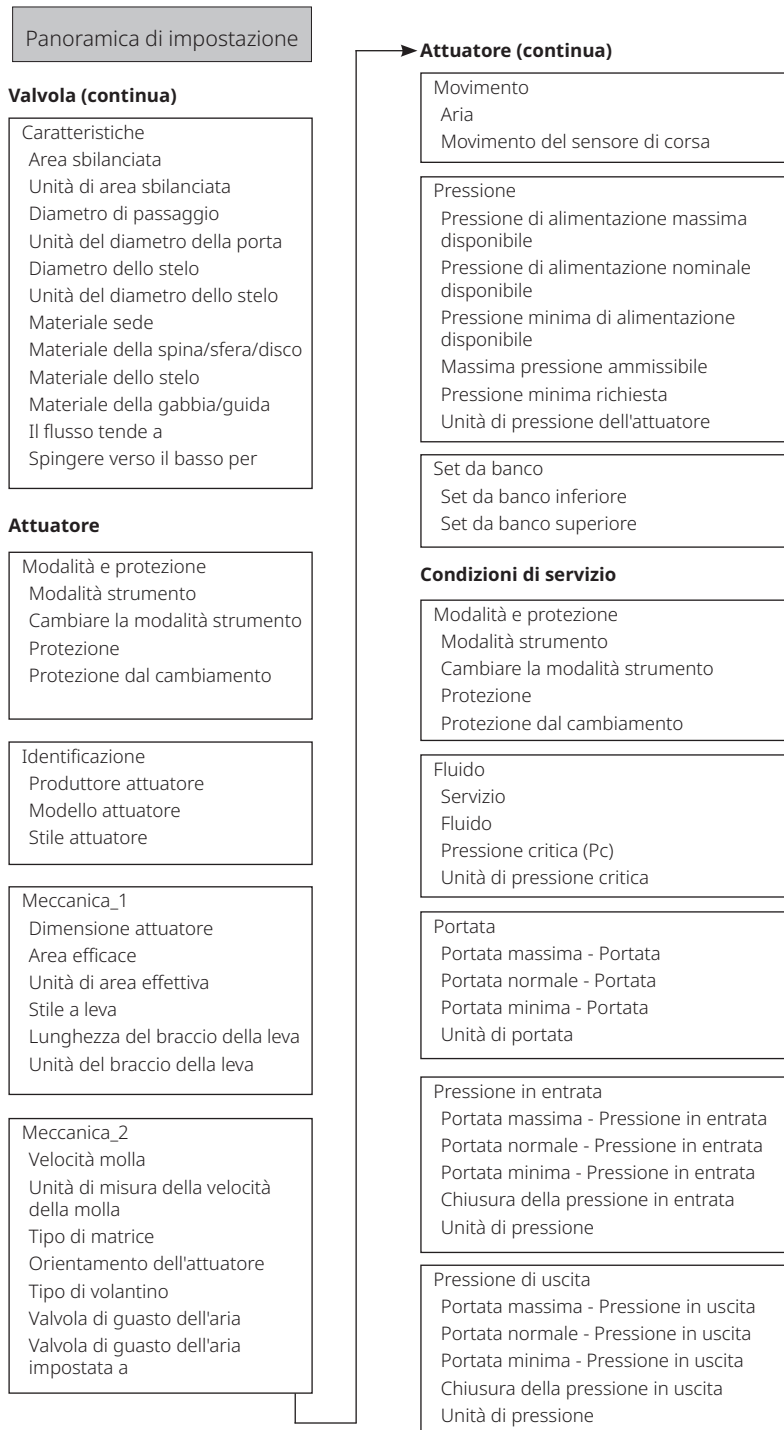 Panoramica di impostazione
Valvola (continua)
Caratteristiche
Area sbilanciata
Unità di area sbilanciata
Diametro di passaggio
Unità del diametro della porta
Diametro dello stelo
Unità del diametro dello stelo
Materiale sede
Materiale della spina/sfera/disco
Materiale dello stelo
Materiale della gabbia/guida
Il flusso tende a
Spingere verso il basso per
Attuatore
Modalità e protezione
Modalità strumento
Cambiare la modalità strumento
Protezione
Protezione dal cambiamento
Identificazione
Produttore attuatore
Modello attuatore
Stile attuatore
Meccanica_1
Dimensione attuatore
Area efficace
Unità di area effettiva
Stile a leva
Lunghezza del braccio della leva
Unità del braccio della leva
Meccanica_2
Velocità molla
Unità di misura della velocità
della molla
Tipo di matrice
Orientamento dell'attuatore
Tipo di volantino
Valvola di guasto dell'aria
Valvola di guasto dell'aria
impostata a
Attuatore (continua)
Movimento
Aria
Movimento del sensore di corsa
Pressione
Pressione di alimentazione massima
disponibile
Pressione di alimentazione nominale
disponibile
Pressione minima di alimentazione
disponibile
Massima pressione ammissibile
Pressione minima richiesta
Unità di pressione dell'attuatore
Set da banco
Set da banco inferiore
Set da banco superiore
Condizioni di servizio
Modalità e protezione
Modalità strumento
Cambiare la modalità strumento
Protezione
Protezione dal cambiamento
Fluido
Servizio
Fluido
Pressione critica (Pc)
Unità di pressione critica
Portata
Portata massima - Portata
Portata normale - Portata
Portata minima - Portata
Unità di portata
Pressione in entrata
Portata massima - Pressione in entrata
Portata normale - Pressione in entrata
Portata minima - Pressione in entrata
Chiusura della pressione in entrata
Unità di pressione
Pressione di uscita
Portata massima - Pressione in uscita
Portata normale - Pressione in uscita
Portata minima - Pressione in uscita
Chiusura della pressione in uscita
Unità di pressione